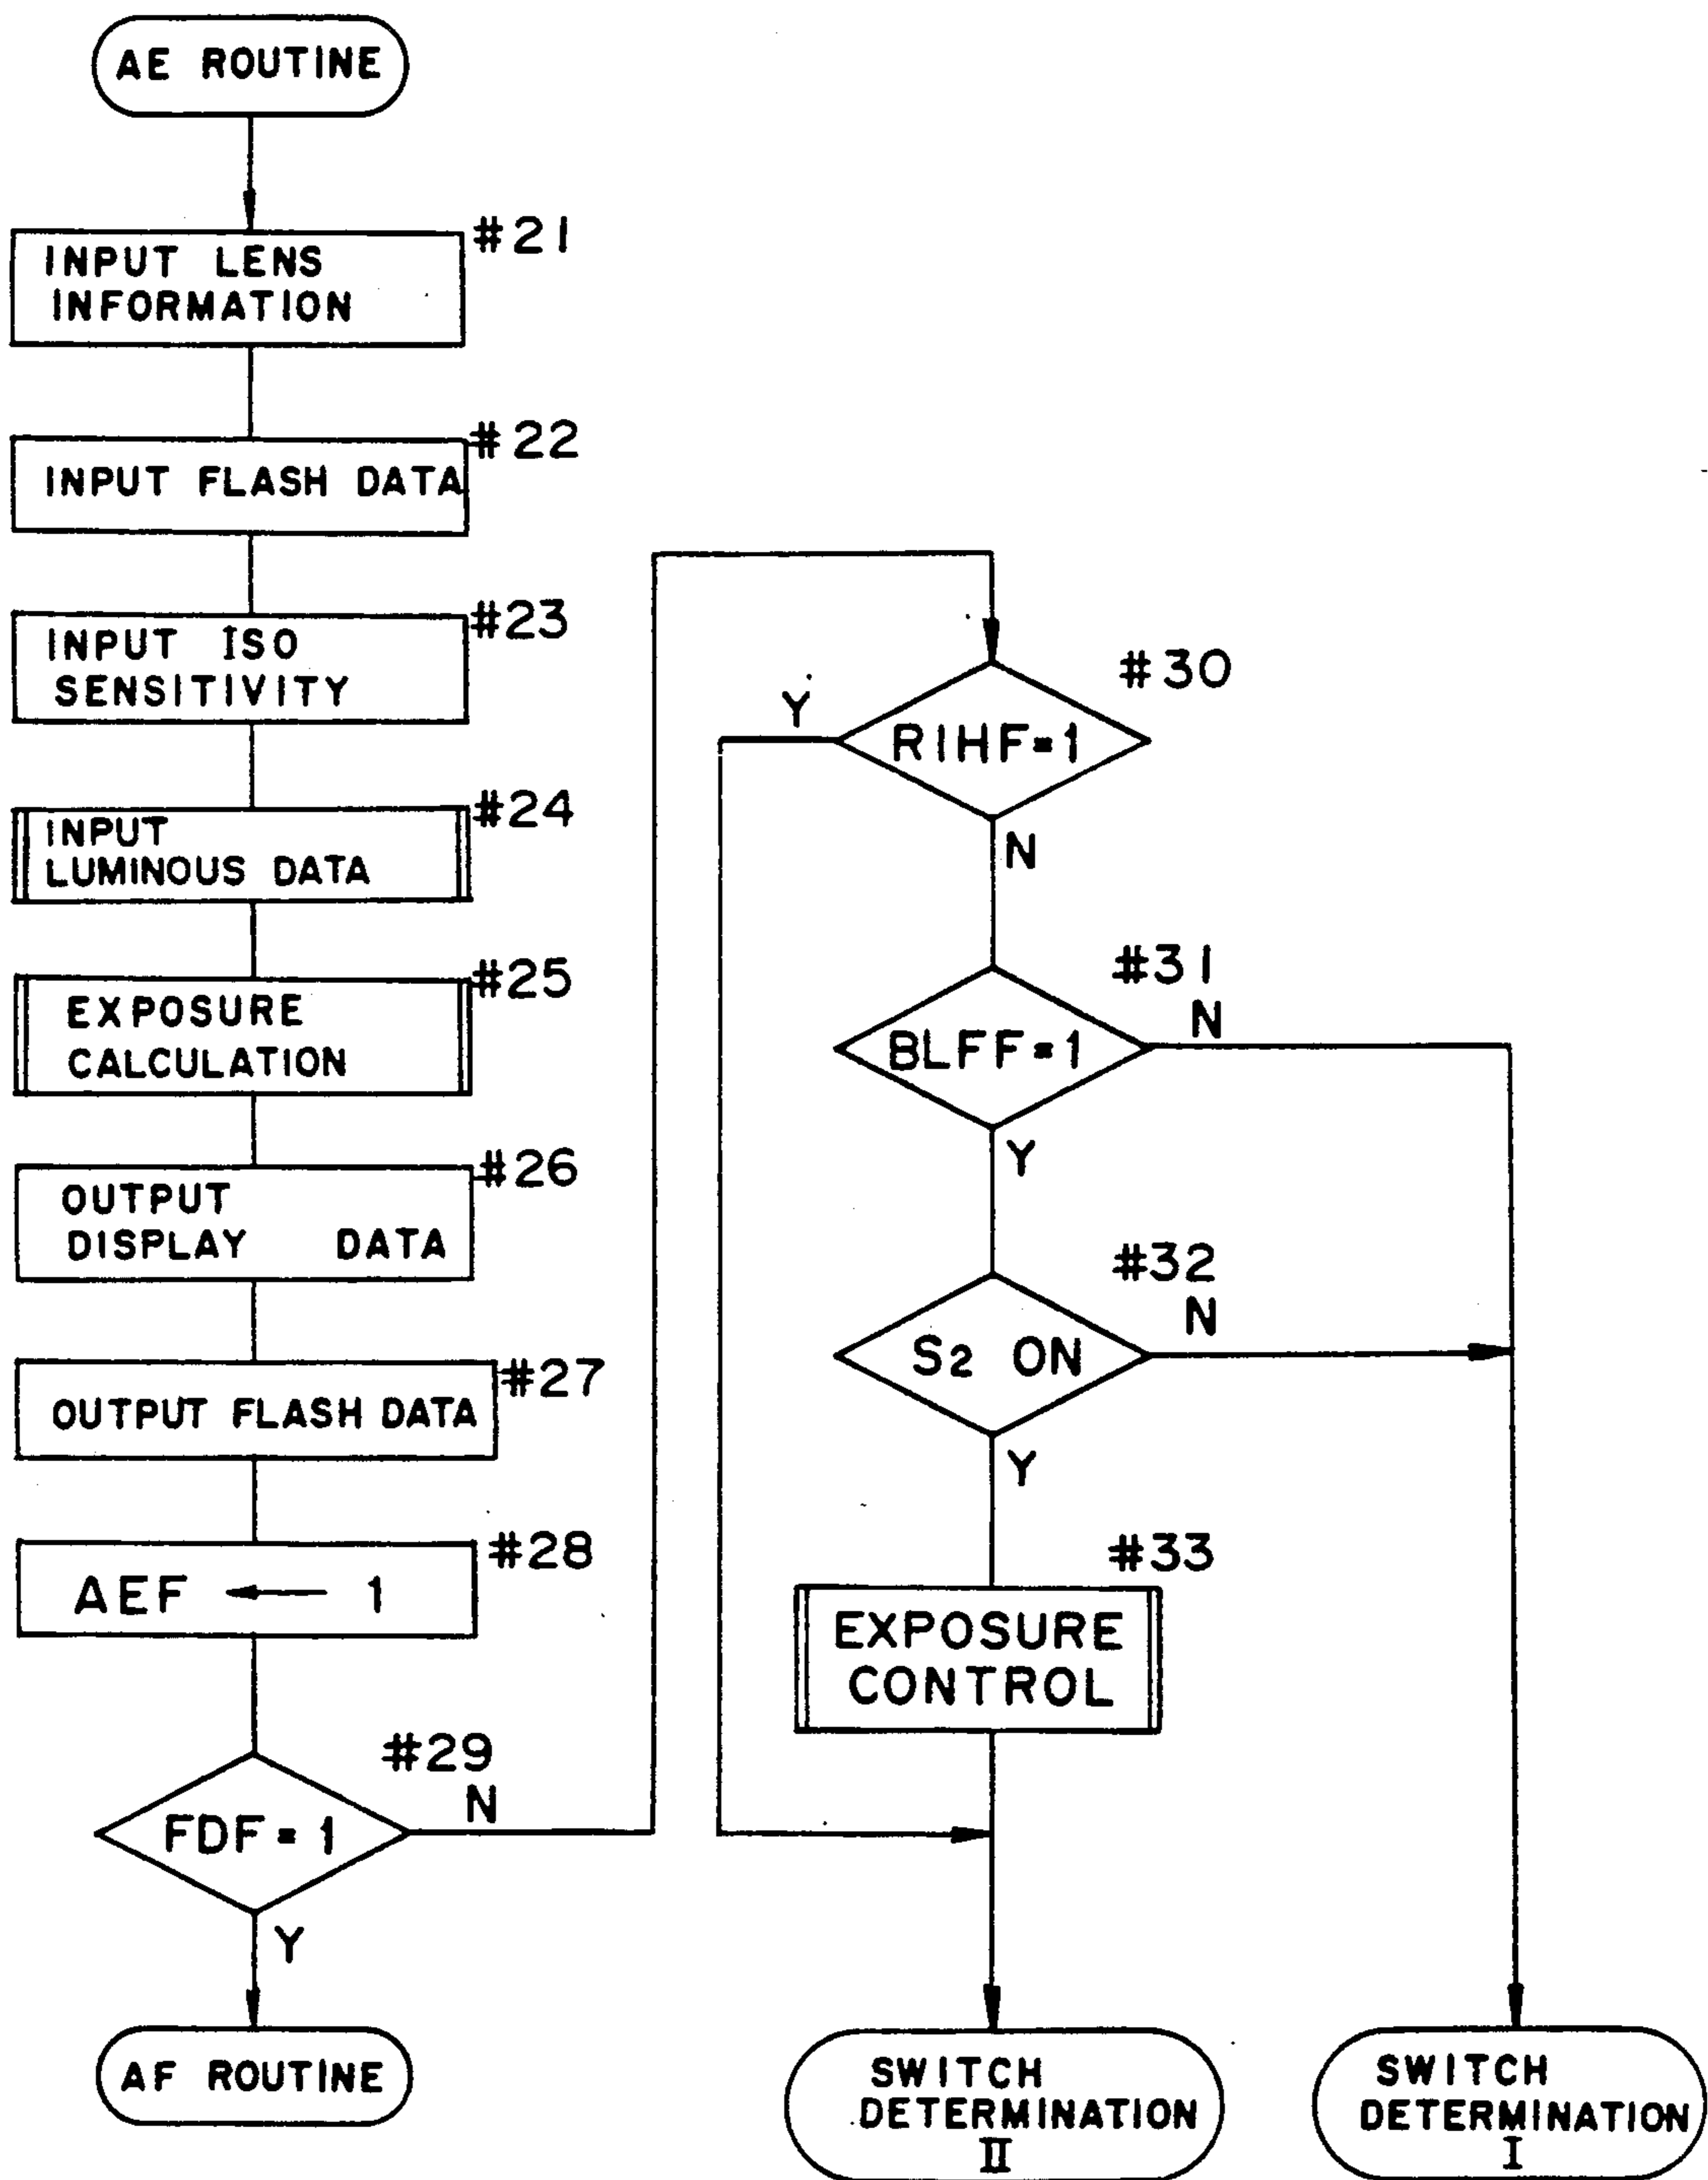 AE ROUTINE
#21
INPUT LENS
INFORMATION
#22
INPUT FLASH DATA
#23
INPUT ISO
SENSITIVITY
#24
INPUT
LUMINOUS DATA
#25
EXPOSURE
CALCULATION
#26
OUTPUT
DISPLAY DATA
#27
OUTPUT FLASH DATA
#28
AEF ← 1
#29
N
FDF = 1
Y
AF ROUTINE
#30
Y
RIHF = 1
N
#31
N
BLFF = 1
Y
#32
N
S2 ON
Y
#33
EXPOSURE
CONTROL
SWITCH
DETERMINATION
II
SWITCH
DETERMINATION
I